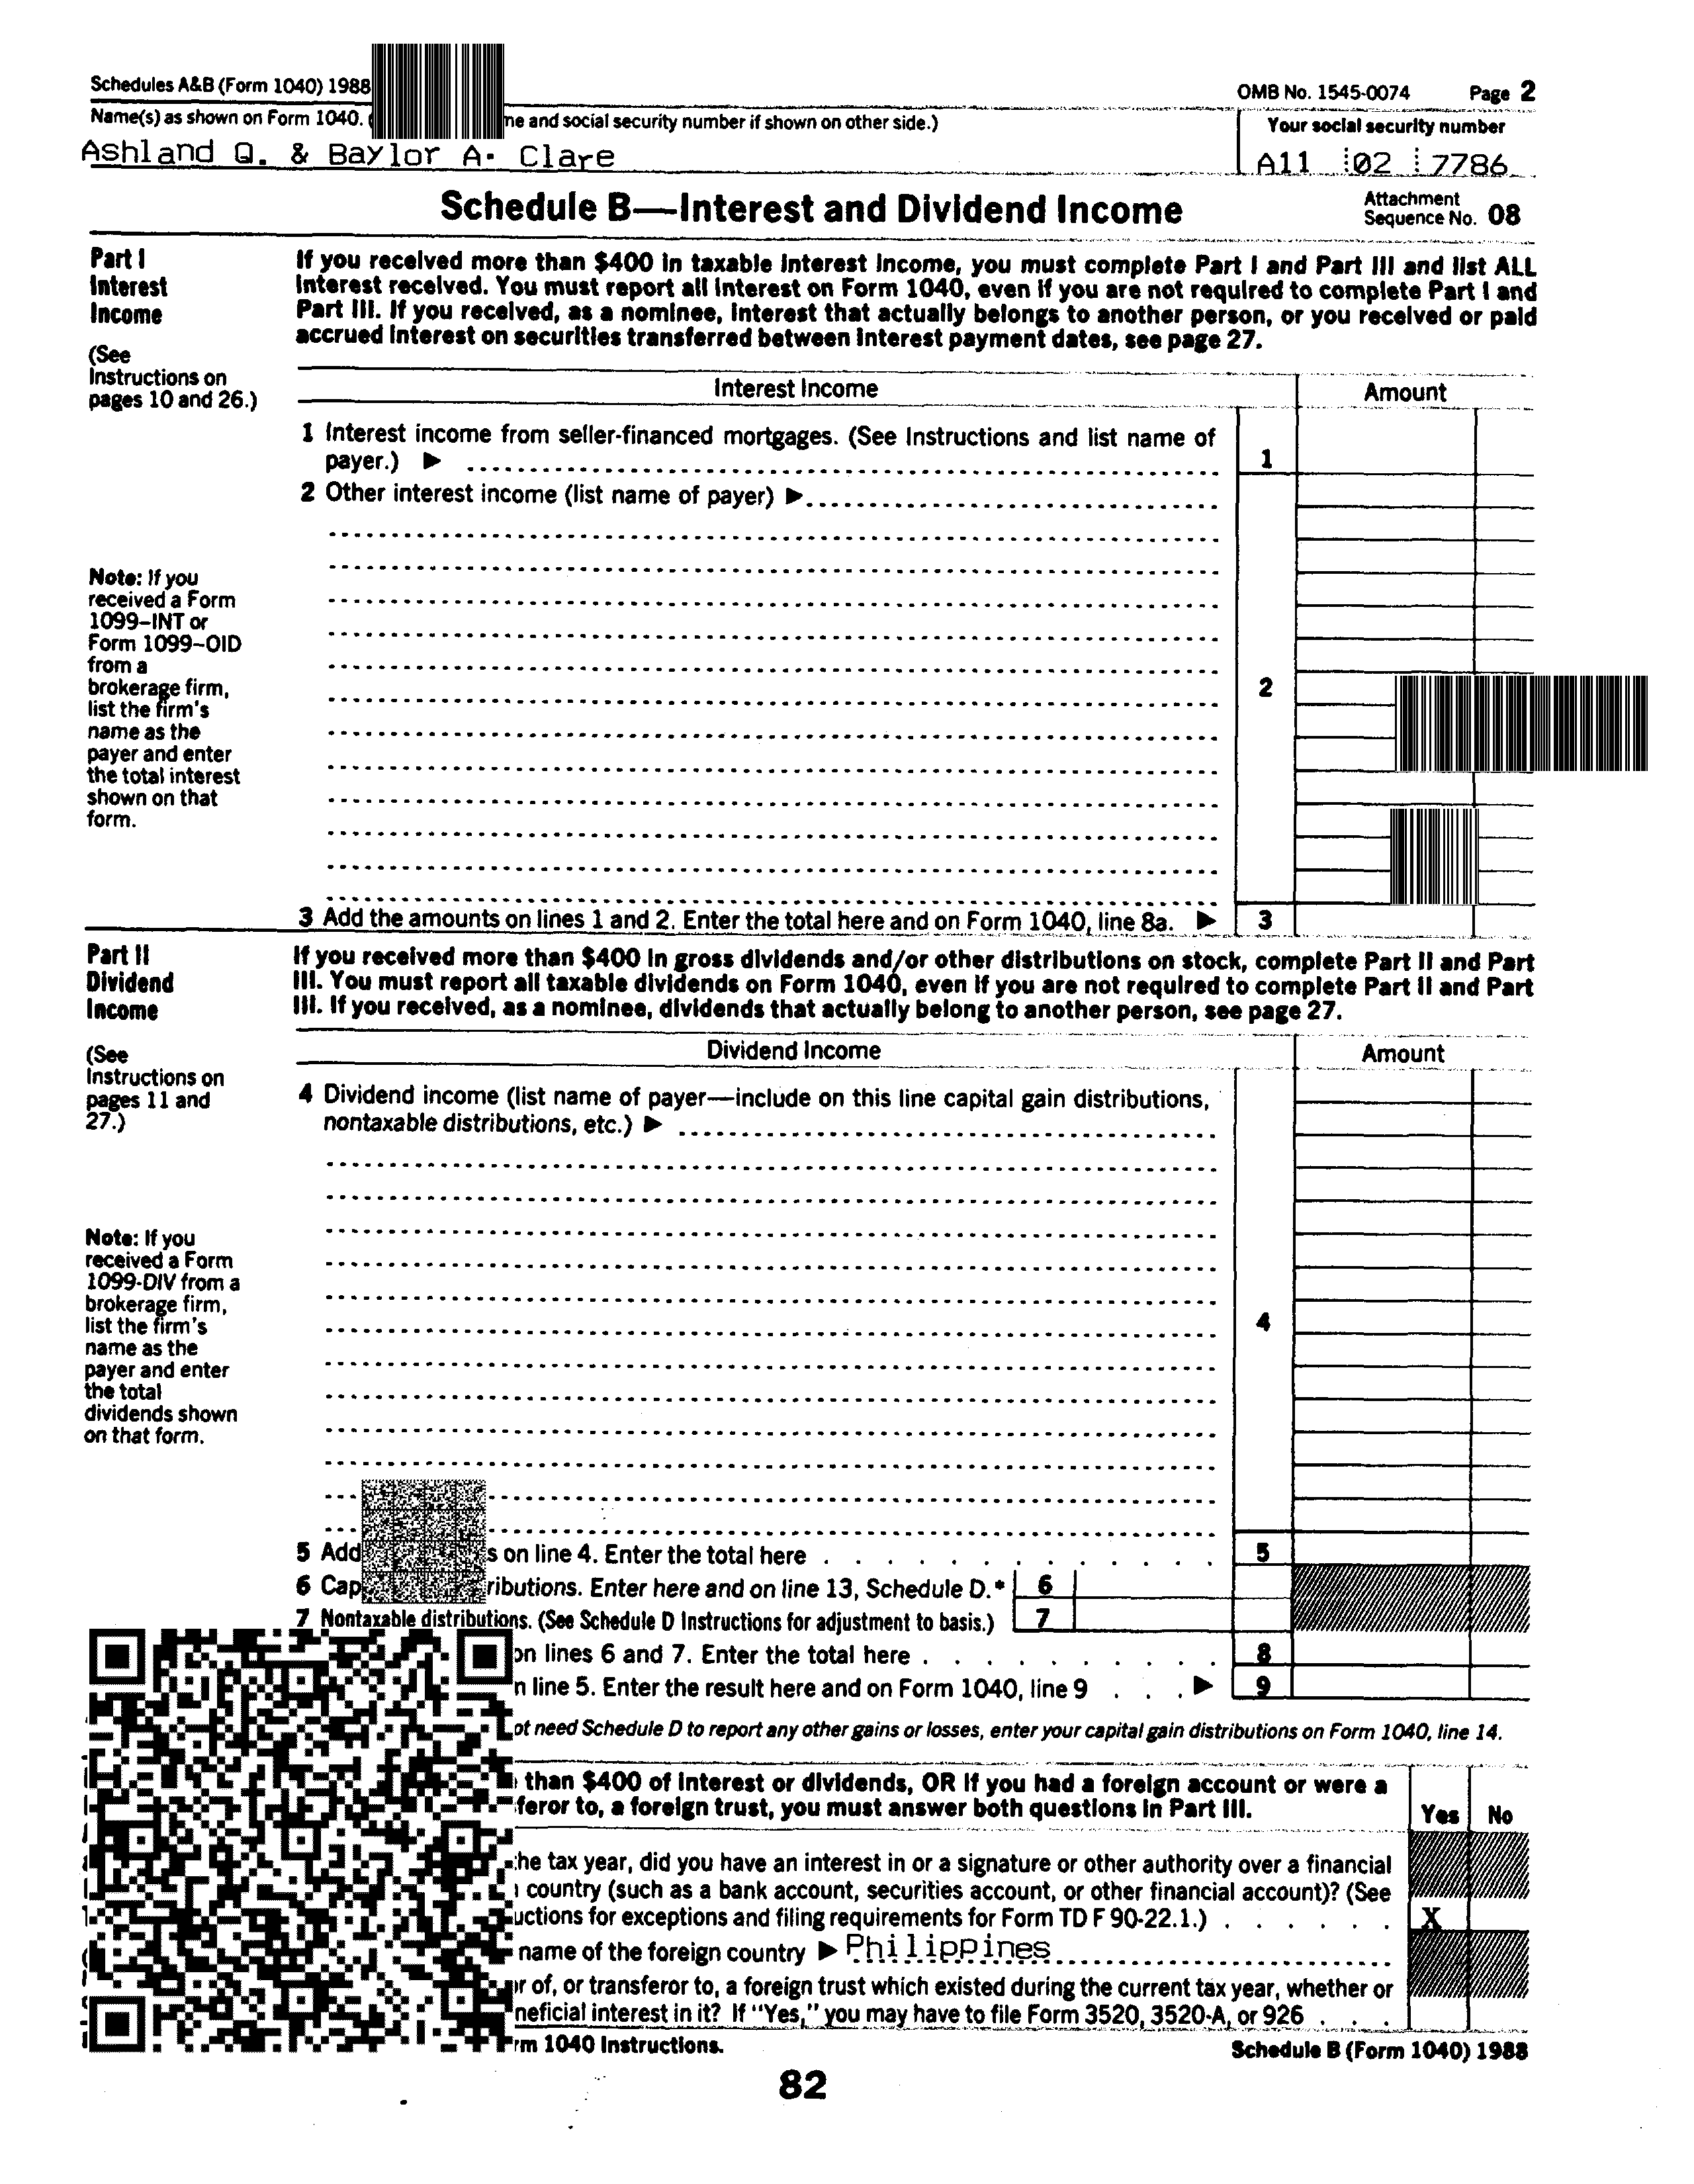 Schedules A&B (Form 1040) 1988
OMB No. 1545-0074
Page 2
Name(s) as shown on Form 1040.
and social security number if shown on other side.)
Your social security number
Ashland Q. & Baylor A. Clare
A11 02 7786
Schedule B—Interest and Dividend Income
Attachment
Sequence No. 08
Part I
Interest
Income
(See
Instructions on
pages 10 and 26.)
If you received more than $400 in taxable interest income, you must complete Part I and Part III and list ALL
interest received. You must report all interest on Form 1040, even if you are not required to complete Part I and
Part III. If you received, as a nominee, interest that actually belongs to another person, or you received or paid
accrued interest on securities transferred between interest payment dates, see page 27.
Interest Income
Amount
1 Interest income from seller-financed mortgages. (See Instructions and list name of
payer.) ▶
1
2 Other interest income (list name of payer) ▶
Note: If you
received a Form
1099–INT or
Form 1099–OID
from a
brokerage firm,
list the firm's
name as the
payer and enter
the total interest
shown on that
form.
2
3 Add the amounts on lines 1 and 2. Enter the total here and on Form 1040, line 8a. ▶
3
Part II
Dividend
Income
(See
Instructions on
pages 11 and
27.)
If you received more than $400 in gross dividends and/or other distributions on stock, complete Part II and Part
III. You must report all taxable dividends on Form 1040, even if you are not required to complete Part II and Part
III. If you received, as a nominee, dividends that actually belong to another person, see page 27.
Dividend Income
Amount
4 Dividend income (list name of payer—include on this line capital gain distributions,
nontaxable distributions, etc.) ▶
Note: If you
received a Form
1099-DIV from a
brokerage firm,
list the firm's
name as the
payer and enter
the total
dividends shown
on that form.
4
5 Add
on line 4. Enter the total here . . . . . . . . . . . .
5
6
Enter here and on line 13, Schedule D.*
6
7 Nontaxable distributions. (See Schedule D Instructions for adjustment to basis.)
7
on lines 6 and 7. Enter the total here . . . . . . . . . .
8
line 5. Enter the result here and on Form 1040, line 9 . . . ▶
9
need Schedule D to report any other gains or losses, enter your capital gain distributions on Form 1040, line 14.
than $400 of interest or dividends, OR if you had a foreign account or were a
to, a foreign trust, you must answer both questions in Part III.
Yes
No
tax year, did you have an interest in or a signature or other authority over a financial
country (such as a bank account, securities account, or other financial account)? (See
for exceptions and filing requirements for Form TD F 90-22.1.) . . . . . .
X
name of the foreign country ▶ Philippines
of, or transferor to, a foreign trust which existed during the current tax year, whether or
interest in it? If "Yes," you may have to file Form 3520, 3520-A, or 926 . . .
1040 Instructions.
Schedule B (Form 1040) 1988
82